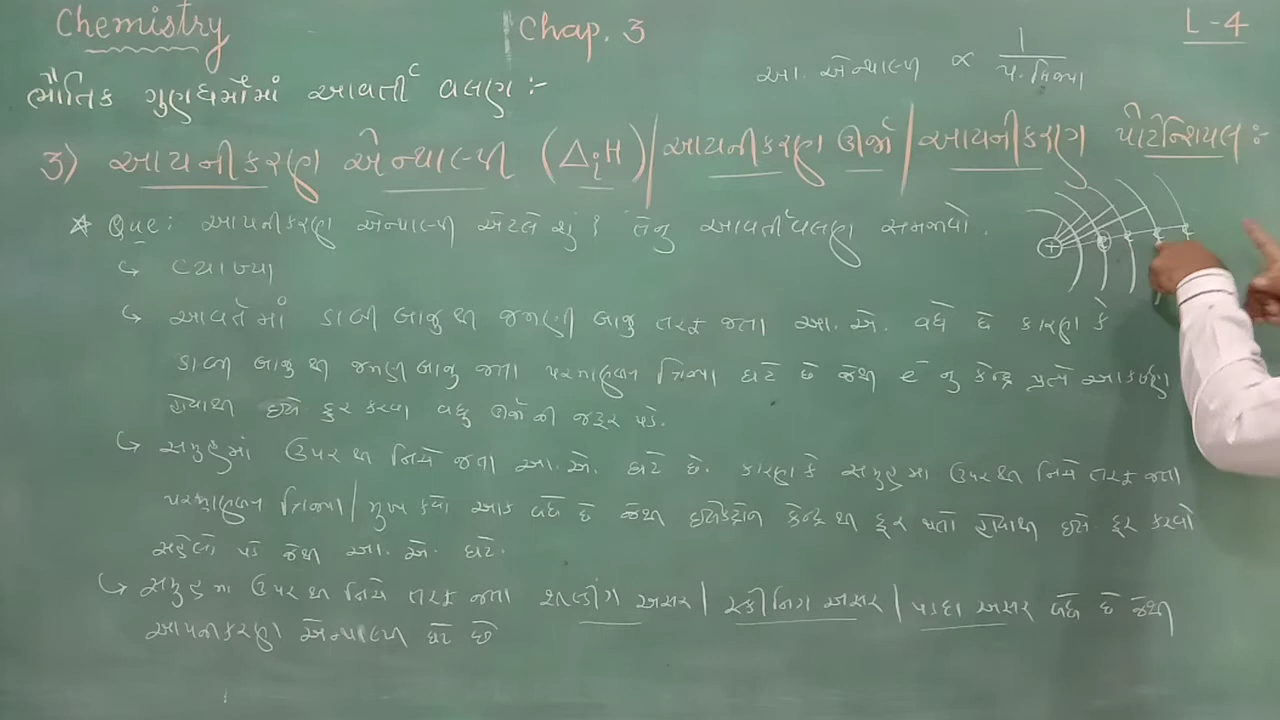 Chemistry Chap. 3 L-4
ભૌતિક ગુણધર્મોમાં આવર્તી વલણ :-
આ. એન્થાલ્પી ∝ 1 / પ. ત્રિજ્યા
3) આયનીકરણ એન્થાલ્પી (ΔiH) / આયનીકરણ ઊર્જા / આયનીકરણ પોટેન્શિયલ :-
* Que: આયનીકરણ એન્થાલ્પી એટલે શું? તેનુ આવર્તીવલણ સમજાવો.
↳ વ્યાખ્યા
↳ આવર્તમાં ડાબી બાજુથી જમણી બાજુ તરફ જતા આ. એ. વધે છે કારણ કે
ડાબી બાજુથી જમણી બાજુ જતા પરમાણ્વીય ત્રિજ્યા ઘટે છે જેથી e⁻ નુ કેન્દ્ર પ્રત્યે આકર્ષણ
હોવાથી દૂર કરવા વધુ ઊર્જાની જરૂર પડે.
↳ સમુહમાં ઉપરથી નિચે જતા આ. એ. ઘટે છે. કારણ કે સમુહમા ઉપરથી નિચે તરફ જતા
ત્રિજ્યા / મુખ્ય ક્વો આંક વધે છે જેથી ઇલેક્ટ્રોન કેન્દ્રથી દૂર થતો હોવાથી ઇલે. દૂર કરવો
સહેલો પડે જેથી આ. એ. ઘટે.
↳ સમુહમા ઉપરથી નિચે તરફ જતા શીલ્ડીંગ અસર / સ્ક્રીનિંગ અસર / પડદા અસર વધે છે જેથી
આયનીકરણ એન્થાલ્પી ઘટે છે